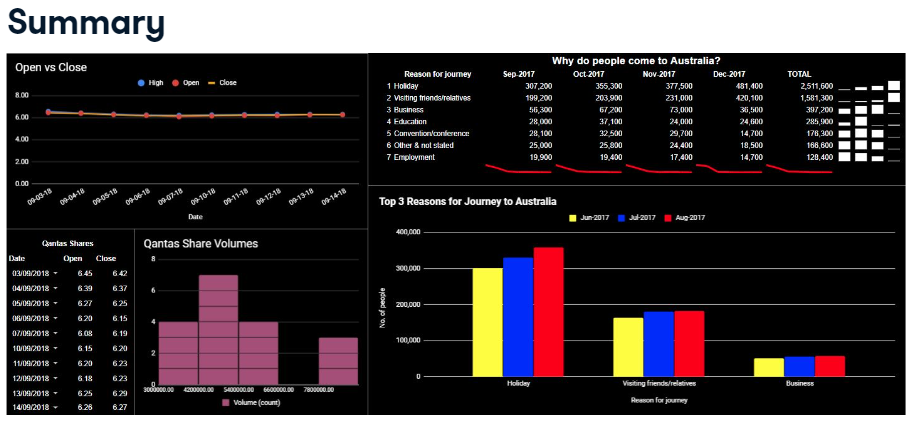 Summary
Open vs Close
High Open Close
8.00
6.00
4.00
2.00
0.00
09-03-18 09-04-18 09-05-18 09-06-18 09-07-18 09-10-18 09-11-18 09-12-18 09-13-18 09-14-18
Date
Why do people come to Australia?
Reason for journey Sep-2017 Oct-2017 Nov-2017 Dec-2017 TOTAL
1 Holiday 307,200 355,300 377,500 481,400 2,511,600
2 Visiting friends/relatives 199,200 203,900 231,000 420,100 1,581,300
3 Business 56,300 67,200 73,000 36,500 397,200
4 Education 28,000 37,100 24,000 24,600 285,900
5 Convention/conference 28,100 32,500 29,700 14,700 176,300
6 Other & not stated 25,000 25,800 24,400 18,500 166,600
7 Employment 19,900 19,400 17,400 14,700 128,400
Qantas Shares
Date Open Close
03/09/2018 6.45 6.42
04/09/2018 6.39 6.37
05/09/2018 6.27 6.25
06/09/2018 6.20 6.15
07/09/2018 6.08 6.19
10/09/2018 6.15 6.20
11/09/2018 6.20 6.23
12/09/2018 6.18 6.23
13/09/2018 6.25 6.29
14/09/2018 6.26 6.27
Qantas Share Volumes
8
6
4
2
0
3000000.00 4200000.00 5400000.00 6600000.00 7800000.00
Volume (count)
Top 3 Reasons for Journey to Australia
Jun-2017 Jul-2017 Aug-2017
No. of people
400,000
300,000
200,000
100,000
0
Holiday Visiting friends/relatives Business
Reason for journey